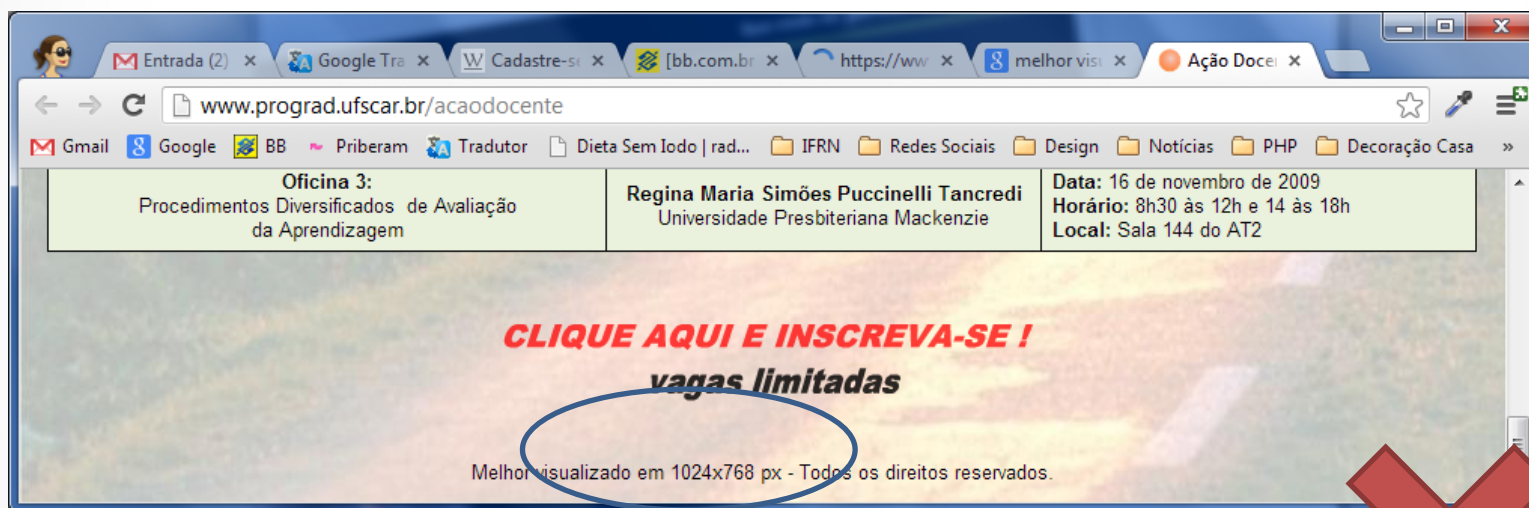 Entrada (2)
Google Tra
Cadastre-se
[bb.com.br
https://ww
melhor visu
Ação Docen
www.prograd.ufscar.br/acaodocente
Gmail
Google
BB
Priberam
Tradutor
Dieta Sem Iodo | rad...
IFRN
Redes Sociais
Design
Notícias
PHP
Decoração Casa
»
Oficina 3:
Procedimentos Diversificados de Avaliação
da Aprendizagem
Regina Maria Simões Puccinelli Tancredi
Universidade Presbiteriana Mackenzie
Data: 16 de novembro de 2009
Horário: 8h30 às 12h e 14 às 18h
Local: Sala 144 do AT2
CLIQUE AQUI E INSCREVA-SE !
vagas limitadas
Melhor visualizado em 1024x768 px - Todos os direitos reservados.